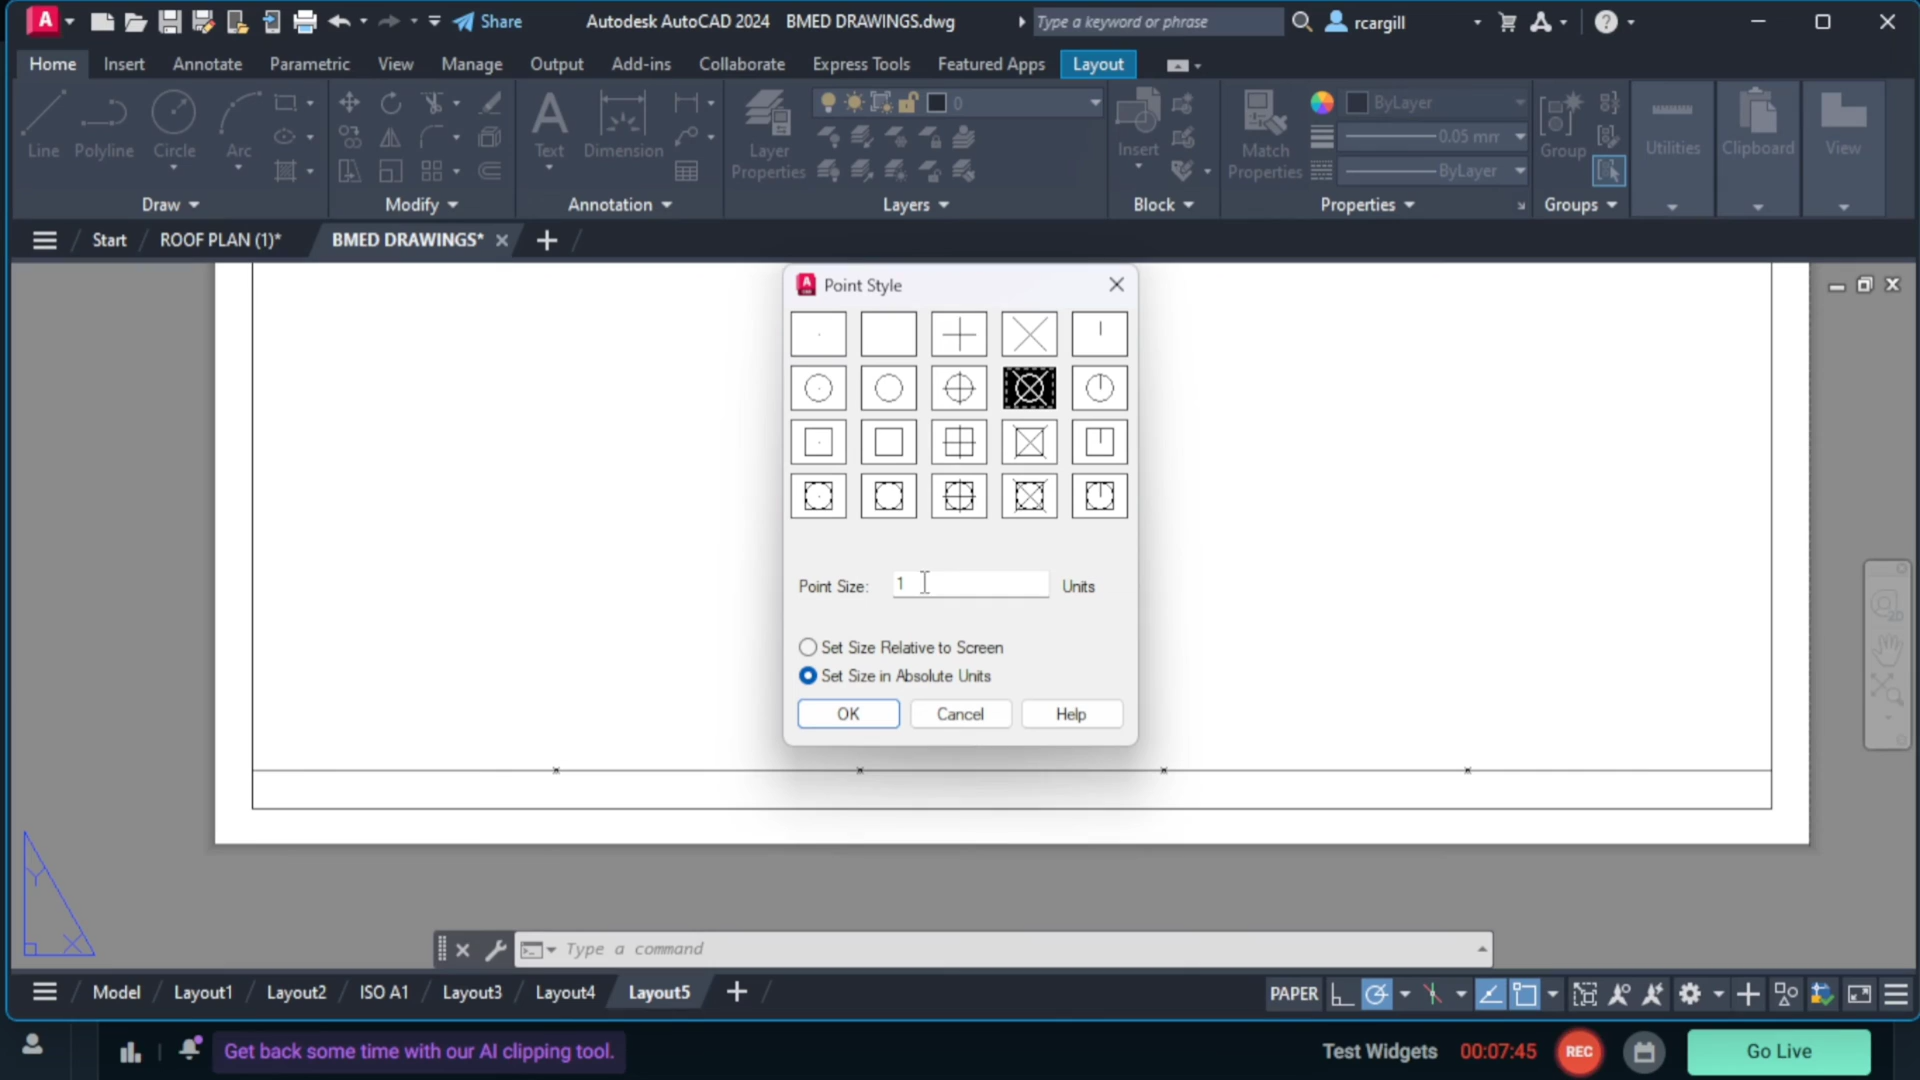 Share
Autodesk AutoCAD 2024 BMED DRAWINGS.dwg
Type a keyword or phrase
rcargill
Home Insert Annotate Parametric View Manage Output Add-ins Collaborate Express Tools Featured Apps Layout
Line Polyline Circle Arc
Text Dimension
Layer Properties
0
Insert
Match Properties
ByLayer
0.05 mm
ByLayer
Group
Utilities
Clipboard
View
Draw Modify Annotation Layers Block Properties Groups
Start ROOF PLAN (1)* BMED DRAWINGS*
Point Style
Point Size: 1 Units
Set Size Relative to Screen
Set Size in Absolute Units
OK Cancel Help
2D
Y
X
Type a command
Model Layout1 Layout2 ISO A1 Layout3 Layout4 Layout5
PAPER
Get back some time with our AI clipping tool.
Test Widgets 00:07:45 REC Go Live